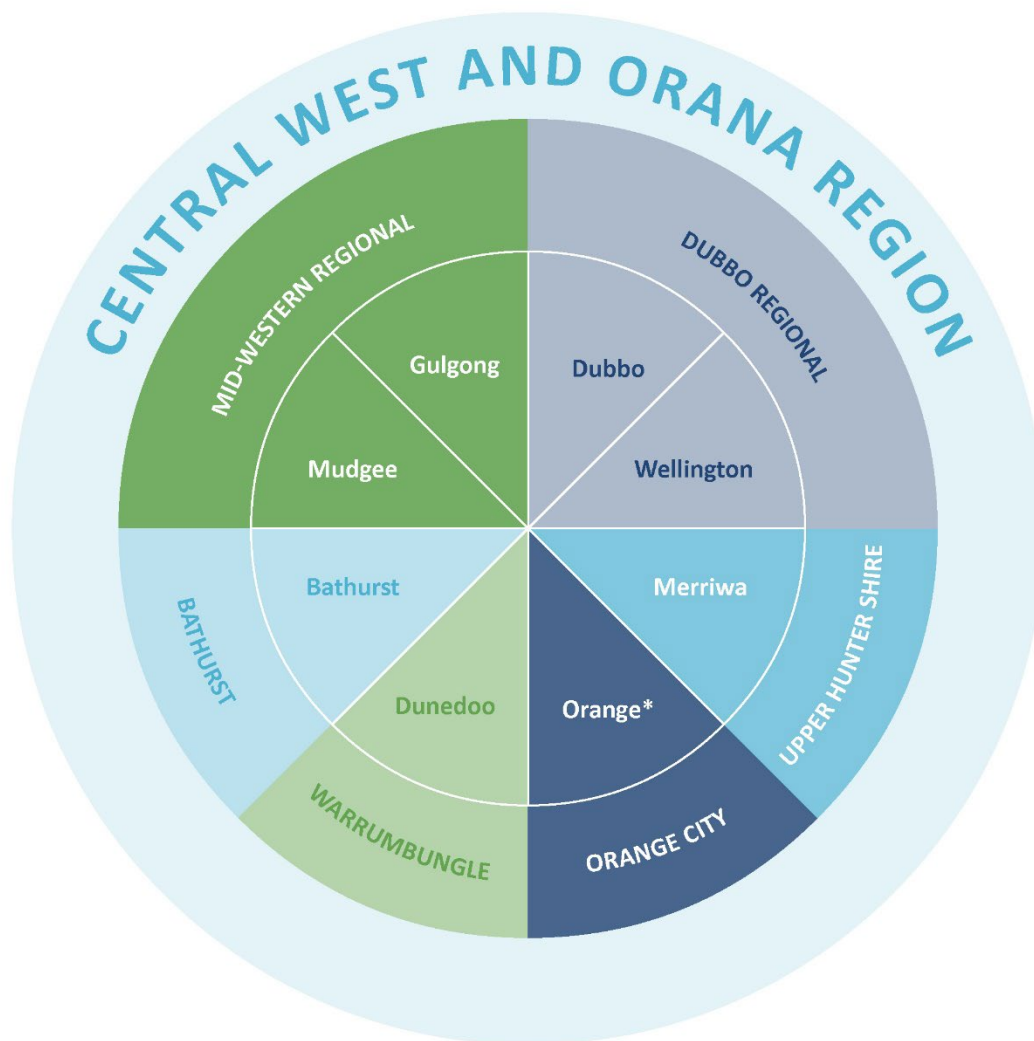 CENTRAL WEST AND ORANA REGION
MID-WESTERN REGIONAL
DUBBO REGIONAL
Gulgong
Dubbo
Mudgee
Wellington
Bathurst
Merriwa
BATHURST
UPPER HUNTER SHIRE
Dunedoo
Orange*
WARRUMBUNGLE
ORANGE CITY